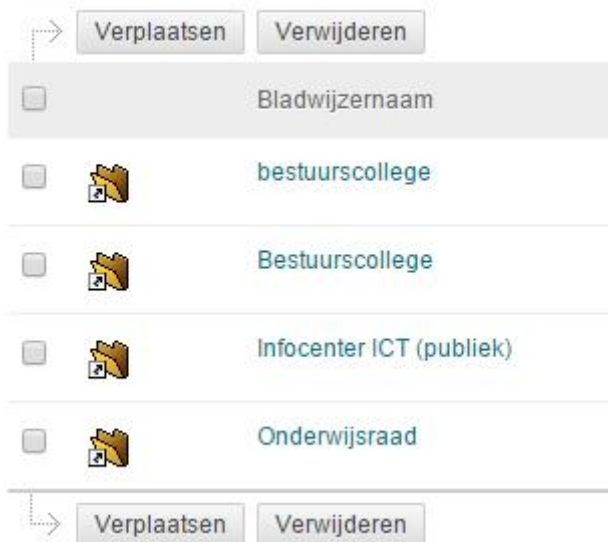 Verplaatsen Verwijderen
Bladwijzernaam
bestuurscollege
Bestuurscollege
Infocenter ICT (publiek)
Onderwijsraad
Verplaatsen Verwijderen